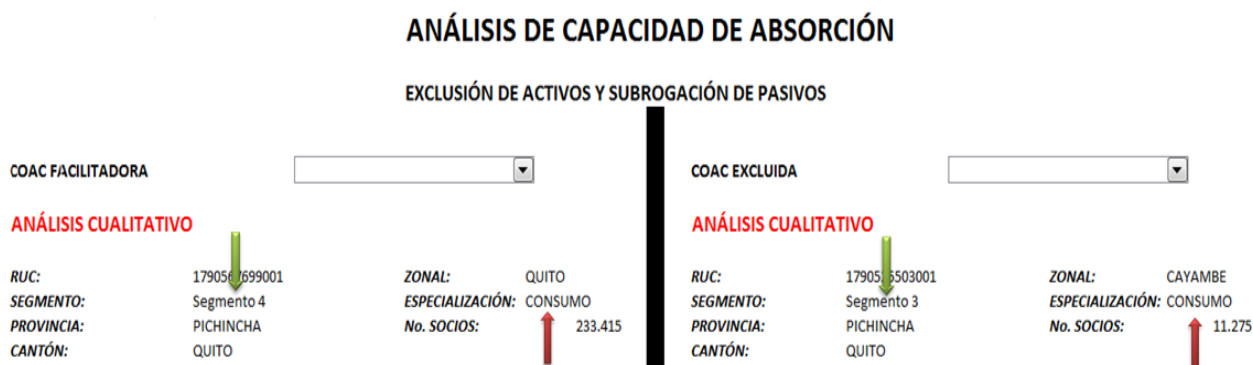 ANÁLISIS DE CAPACIDAD DE ABSORCIÓN
EXCLUSIÓN DE ACTIVOS Y SUBROGACIÓN DE PASIVOS
COAC FACILITADORA
ANÁLISIS CUALITATIVO
RUC: ZONAL: QUITO
SEGMENTO: Segmento 4 ESPECIALIZACIÓN: CONSUMO
PROVINCIA: PICHINCHA No. SOCIOS: 233.415
CANTÓN: QUITO
COAC EXCLUIDA
ANÁLISIS CUALITATIVO
RUC: ZONAL: CAYAMBE
SEGMENTO: Segmento 3 ESPECIALIZACIÓN: CONSUMO
PROVINCIA: PICHINCHA No. SOCIOS: 11.275
CANTÓN: QUITO